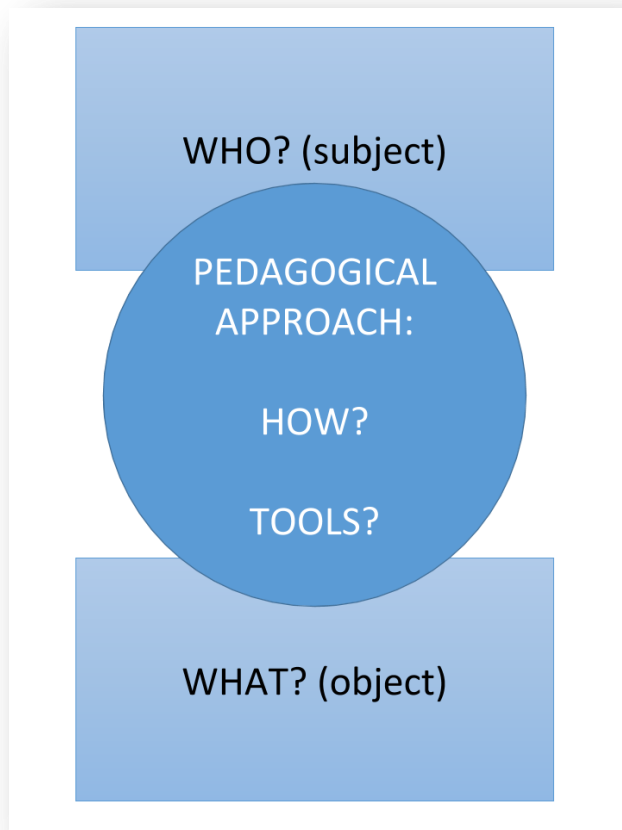 WHO? (subject)
PEDAGOGICAL
APPROACH:
HOW?
TOOLS?
WHAT? (object)